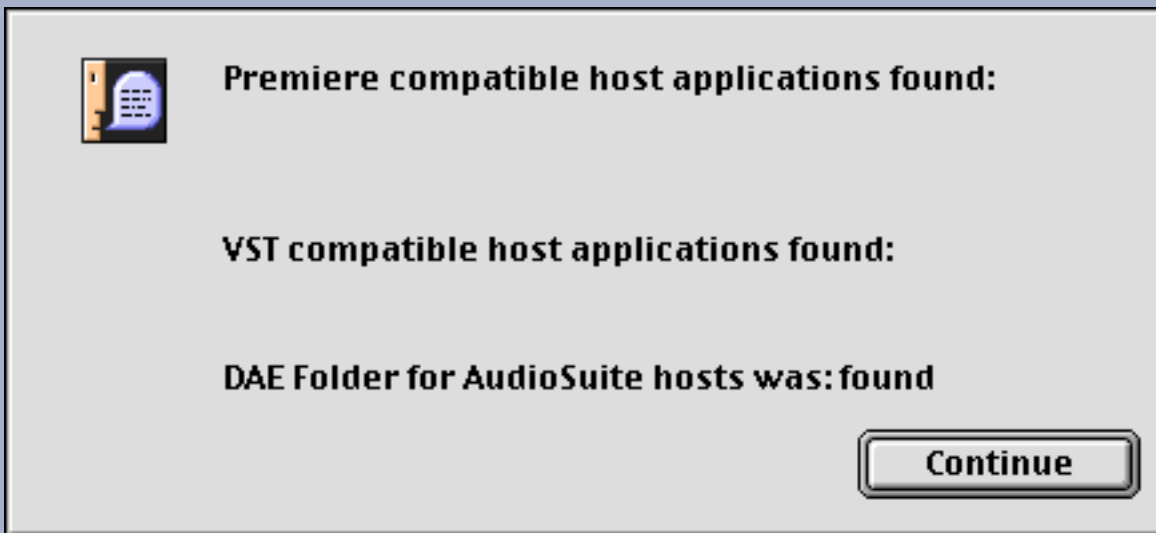 Premiere compatible host applications found:
VST compatible host applications found:
DAE Folder for AudioSuite hosts was: found
Continue